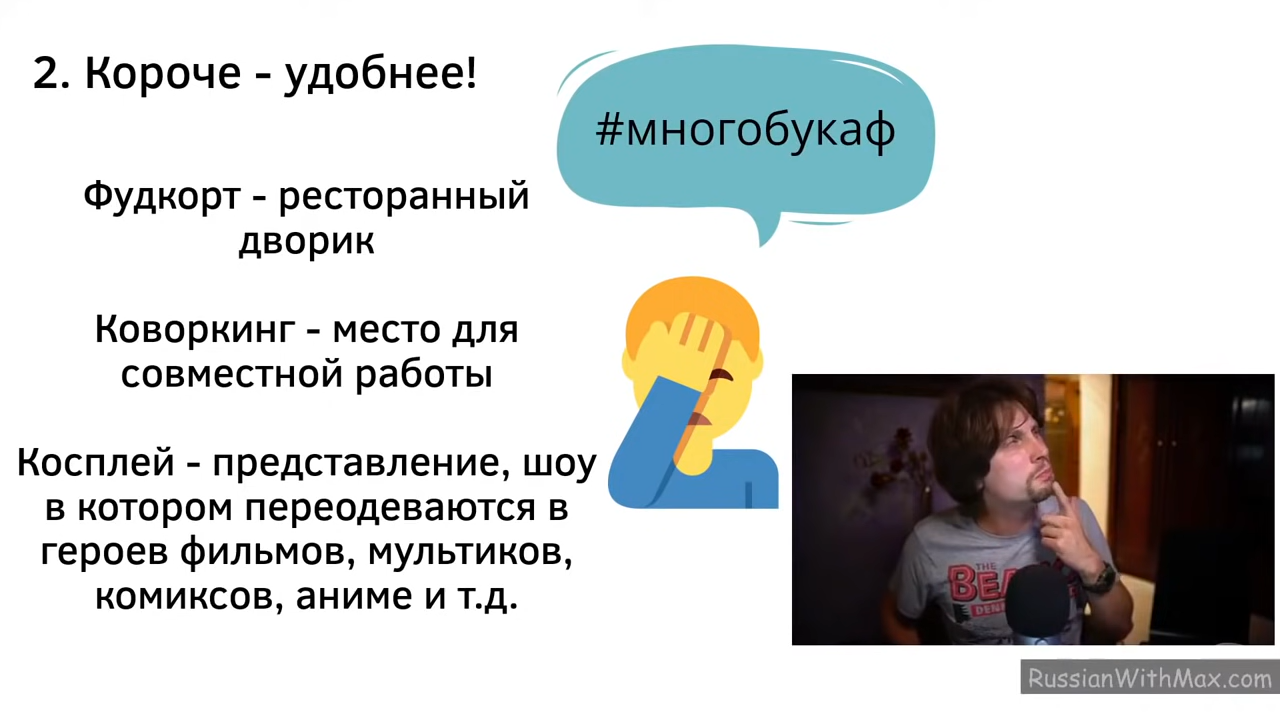 2. Короче - удобнее!
#многобукаф
Фудкорт - ресторанный
дворик
Коворкинг - место для
совместной работы
Косплей - представление, шоу
в котором переодеваются в
героев фильмов, мультиков,
комиксов, аниме и т.д.
THE
RussianWithMax.com